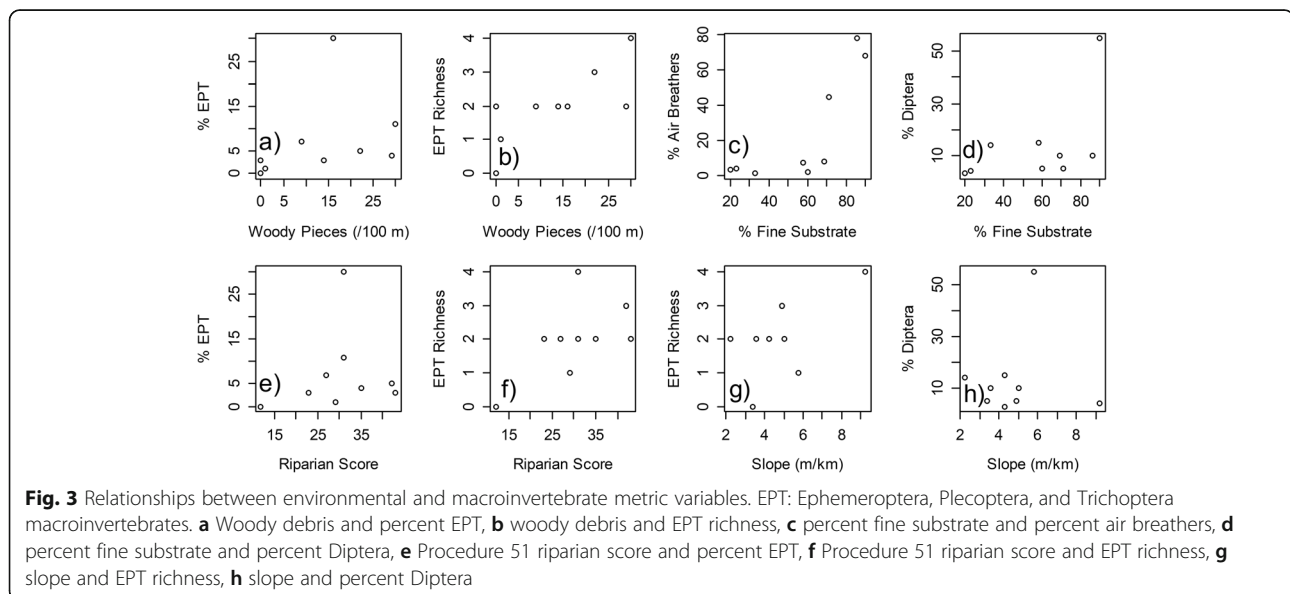 % EPT
0 5 15 25
a)
0 5 15 25
Woody Pieces (/100 m)
EPT Richness
0 1 2 3 4
b)
0 5 15 25
Woody Pieces (/100 m)
% Air Breathers
0 20 40 60 80
c)
20 40 60 80
% Fine Substrate
% Diptera
10 30 50
d)
20 40 60 80
% Fine Substrate
% EPT
0 5 15 25
e)
15 25 35
Riparian Score
EPT Richness
0 1 2 3 4
f)
15 25 35
Riparian Score
EPT Richness
0 1 2 3 4
g)
2 4 6 8
Slope (m/km)
% Diptera
10 30 50
h)
2 4 6 8
Slope (m/km)
Fig. 3 Relationships between environmental and macroinvertebrate metric variables. EPT: Ephemeroptera, Plecoptera, and Trichoptera
macroinvertebrates. a Woody debris and percent EPT, b woody debris and EPT richness, c percent fine substrate and percent air breathers, d
percent fine substrate and percent Diptera, e Procedure 51 riparian score and percent EPT, f Procedure 51 riparian score and EPT richness, g
slope and EPT richness, h slope and percent Diptera